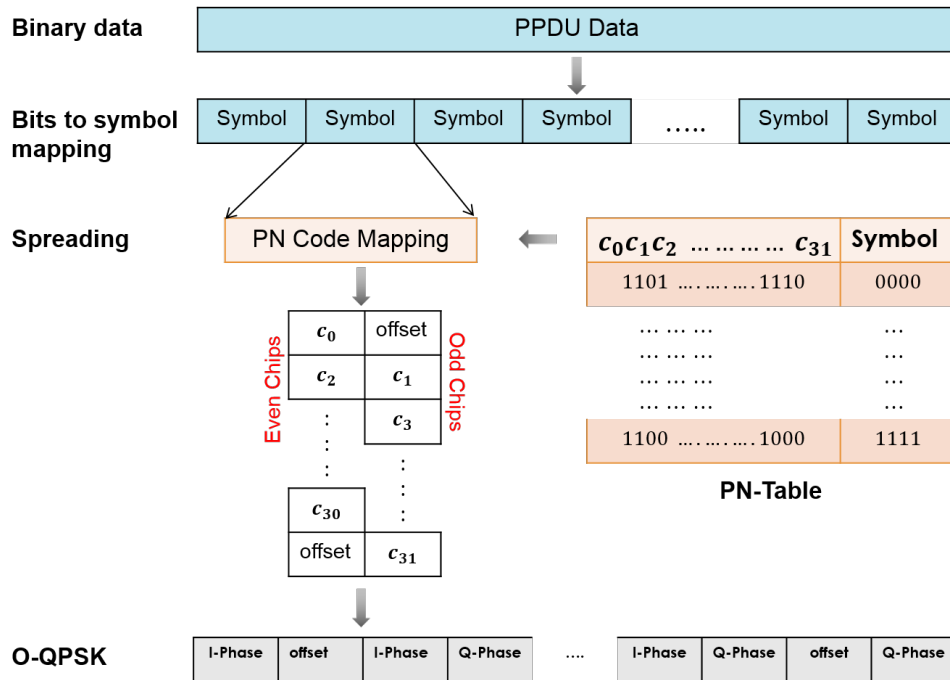 Binary data
PPDU Data
Bits to symbol
mapping
Symbol Symbol Symbol Symbol ..... Symbol Symbol
Spreading
PN Code Mapping
c₀c₁c₂ … … … … c₃₁ Symbol
1101 ………… 1110 0000
… … … …
… … … …
… … … …
… … … …
1100 …………1000 1111
PN-Table
Even Chips
Odd Chips
c₀ offset
c₂ c₁
c₃
c₃₀
offset c₃₁
O-QPSK
I-Phase offset I-Phase Q-Phase .... I-Phase Q-Phase offset Q-Phase